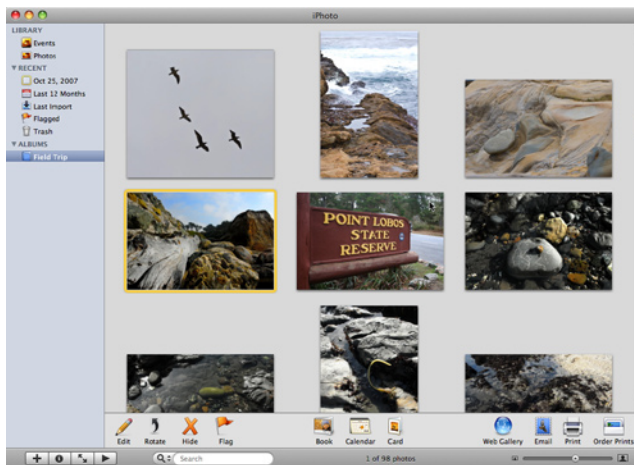 iPhoto
LIBRARY
Events
Photos
RECENT
Oct 25, 2007
Last 12 Months
Last Import
Flagged
Trash
ALBUMS
Field Trip
POINT LOBOS
STATE
RESERVE
Edit
Rotate
Hide
Flag
Book
Calendar
Card
Web Gallery
Email
Print
Order Prints
Search
1 of 98 photos